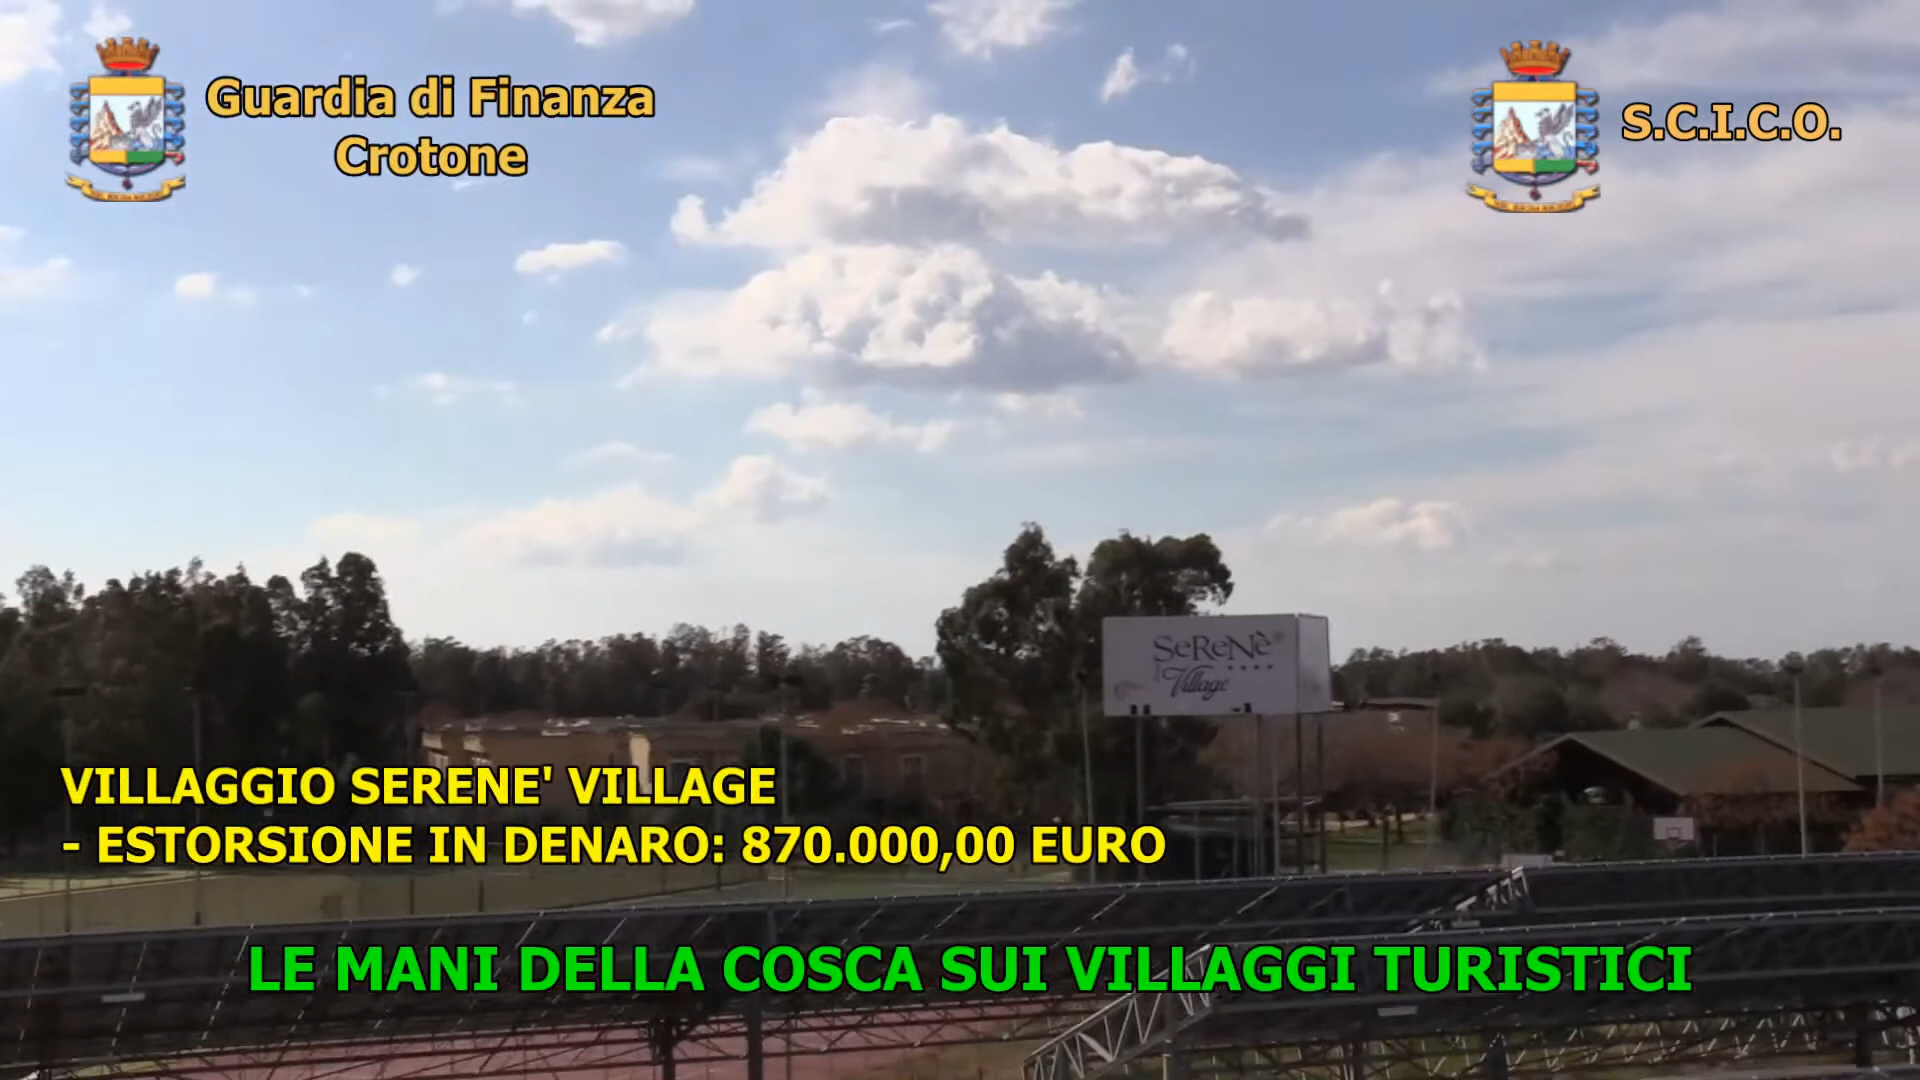 Guardia di Finanza
Crotone
S.C.I.C.O.
SeReNè
Village
VILLAGGIO SERENE' VILLAGE
- ESTORSIONE IN DENARO: 870.000,00 EURO
LE MANI DELLA COSCA SUI VILLAGGI TURISTICI